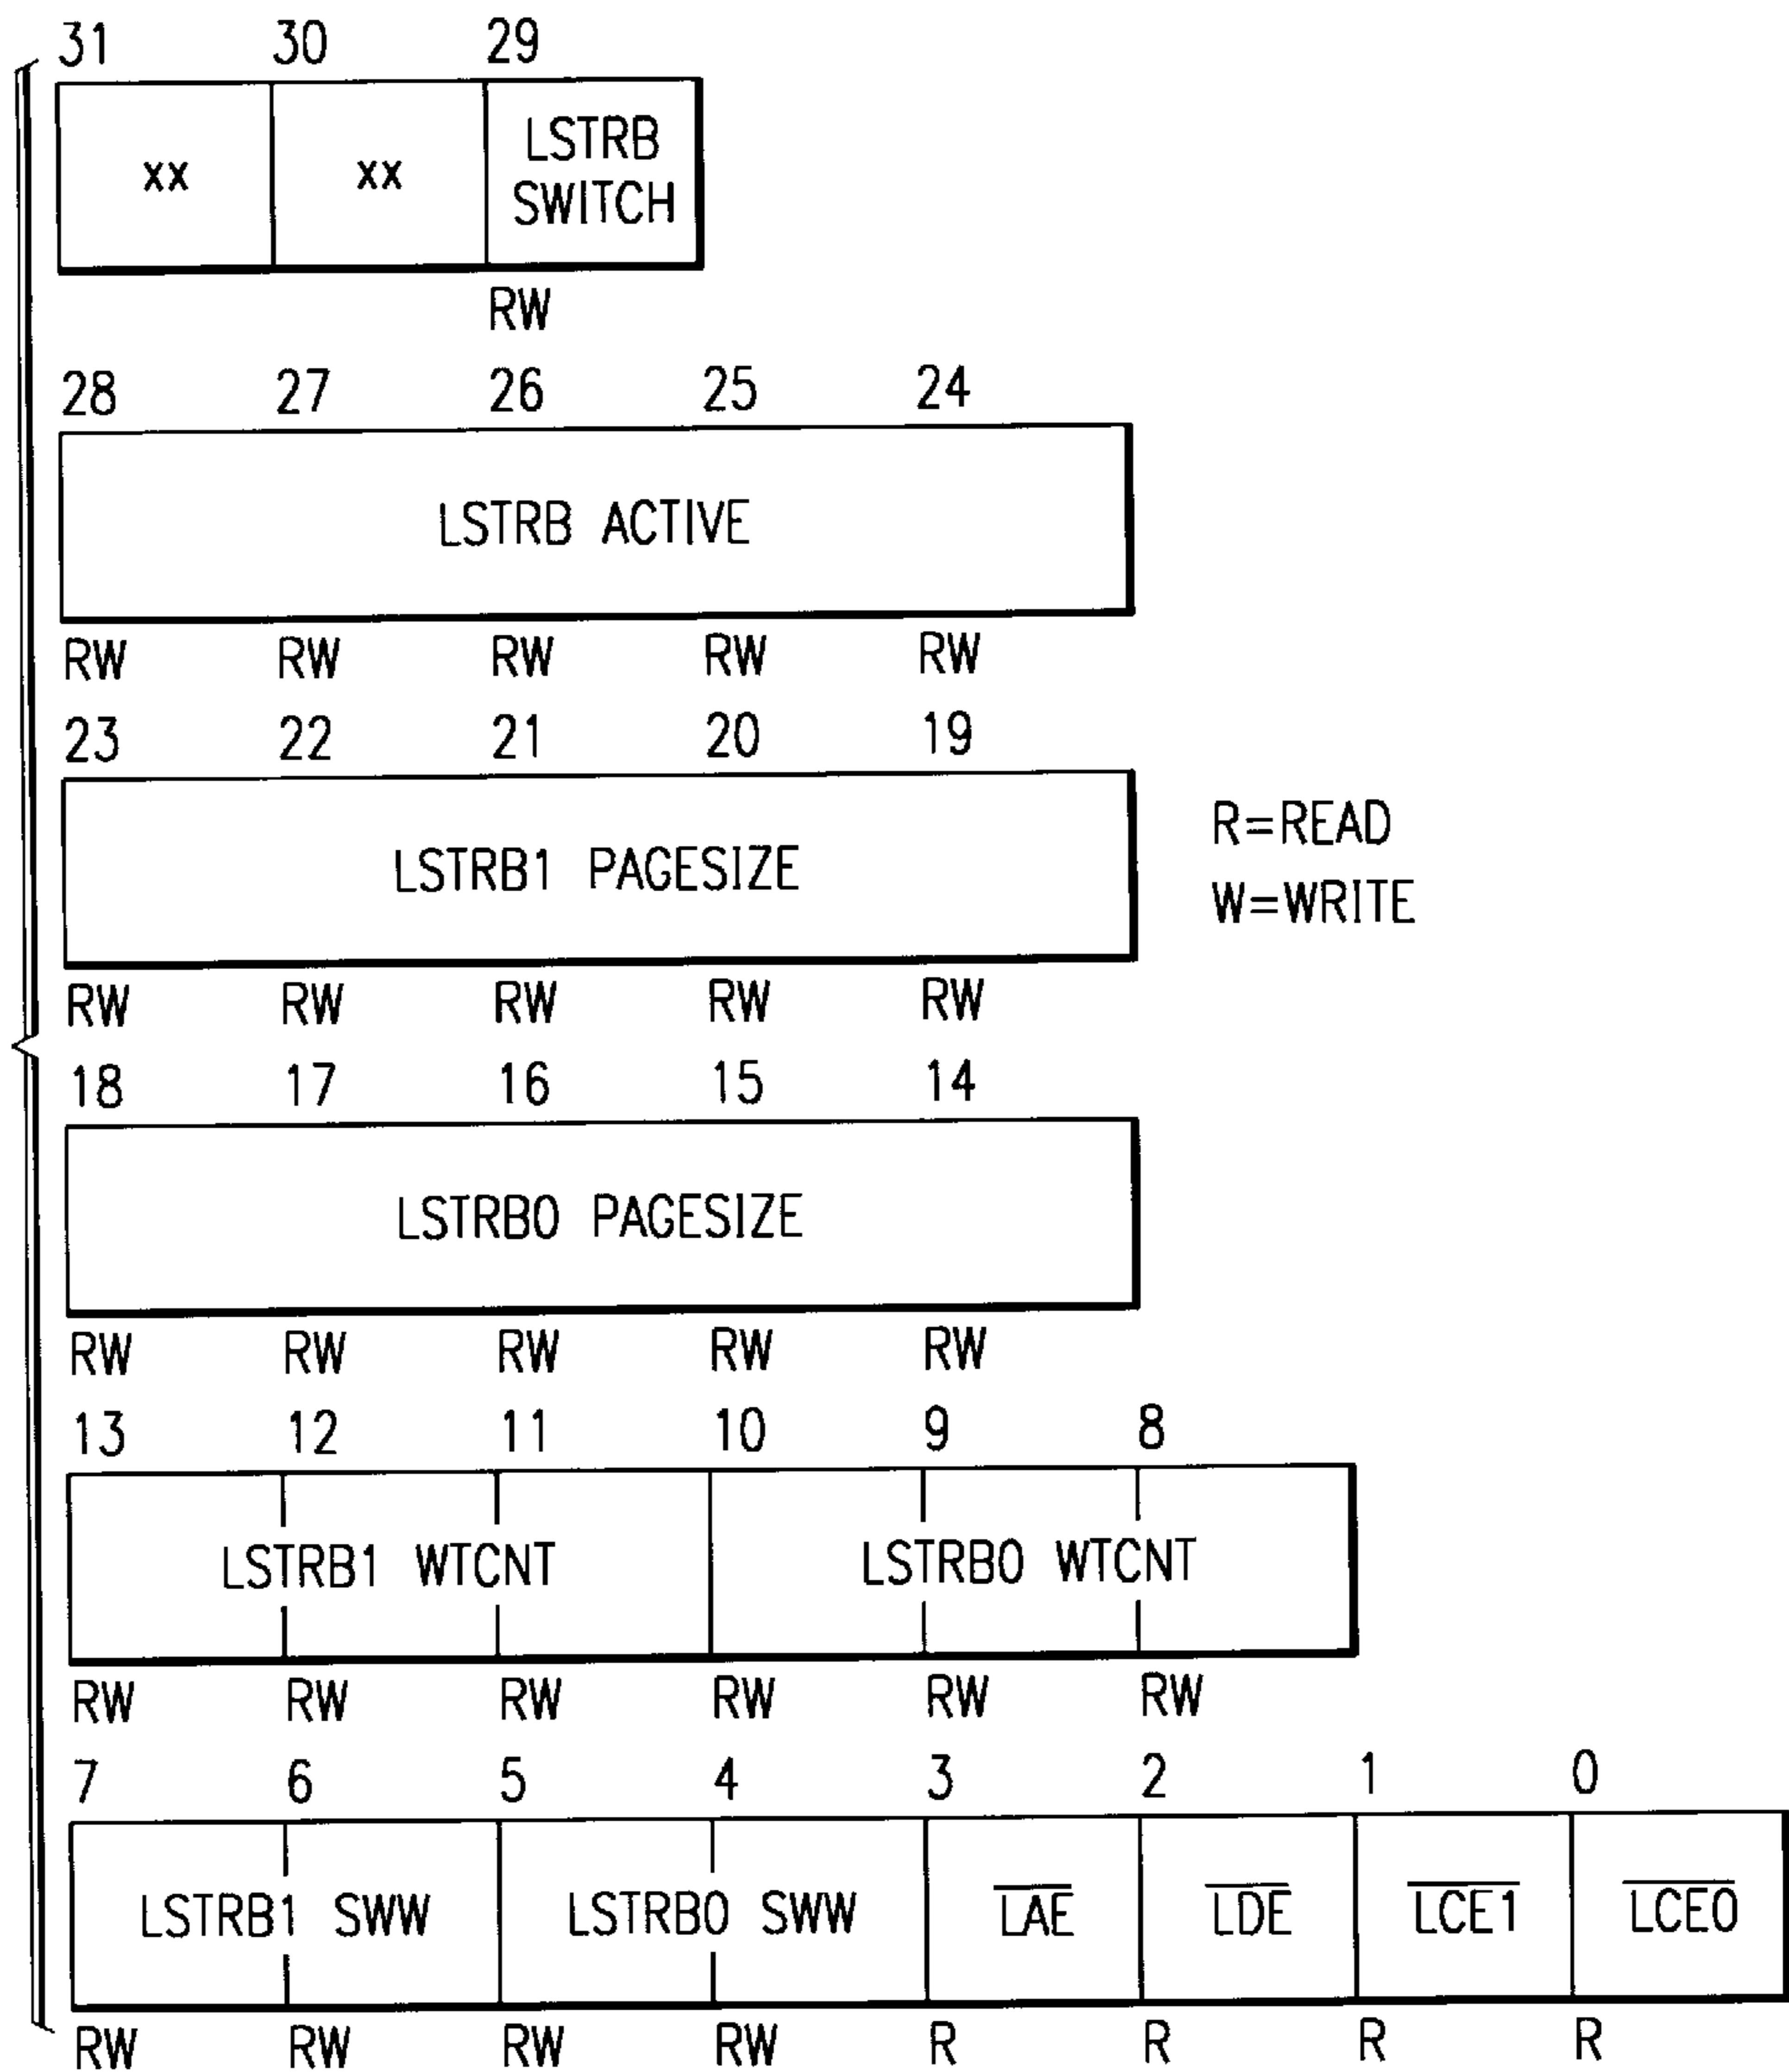 31 30 29
xx xx LSTRB
SWITCH
RW
28 27 26 25 24
LSTRB ACTIVE
RW RW RW RW RW
23 22 21 20 19
LSTRB1 PAGESIZE
R=READ
W=WRITE
RW RW RW RW RW
18 17 16 15 14
LSTRB0 PAGESIZE
RW RW RW RW RW
13 12 11 10 9 8
LSTRB1 WTCNT LSTRB0 WTCNT
RW RW RW RW RW RW
7 6 5 4 3 2 1 0
LSTRB1 SWW LSTRB0 SWW L̅A̅E̅ L̅D̅E̅ L̅C̅E̅1̅ L̅C̅E̅0̅
RW RW RW RW R R R R